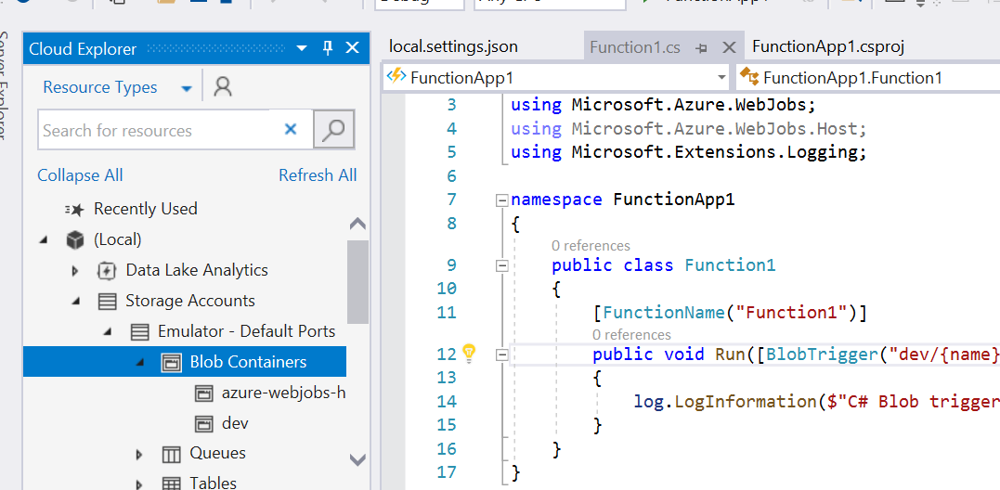 Server Explorer
Cloud Explorer
Resource Types
Search for resources
Collapse All
Refresh All
Recently Used
(Local)
Data Lake Analytics
Storage Accounts
Emulator - Default Ports
Blob Containers
azure-webjobs-h
dev
Queues
Tables
local.settings.json
Function1.cs
FunctionApp1.csproj
FunctionApp1
FunctionApp1.Function1
3 using Microsoft.Azure.WebJobs;
4 using Microsoft.Azure.WebJobs.Host;
5 using Microsoft.Extensions.Logging;
6
7 namespace FunctionApp1
8 {
0 references
9 public class Function1
10 {
11 [FunctionName("Function1")]
0 references
12 public void Run([BlobTrigger("dev/{name}
13 {
14 log.LogInformation($"C# Blob trigger
15 }
16 }
17 }